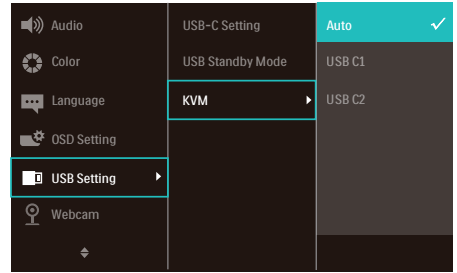 Audio
Color
Language
OSD Setting
USB Setting
Webcam
USB-C Setting
USB Standby Mode
KVM
Auto
USB C1
USB C2